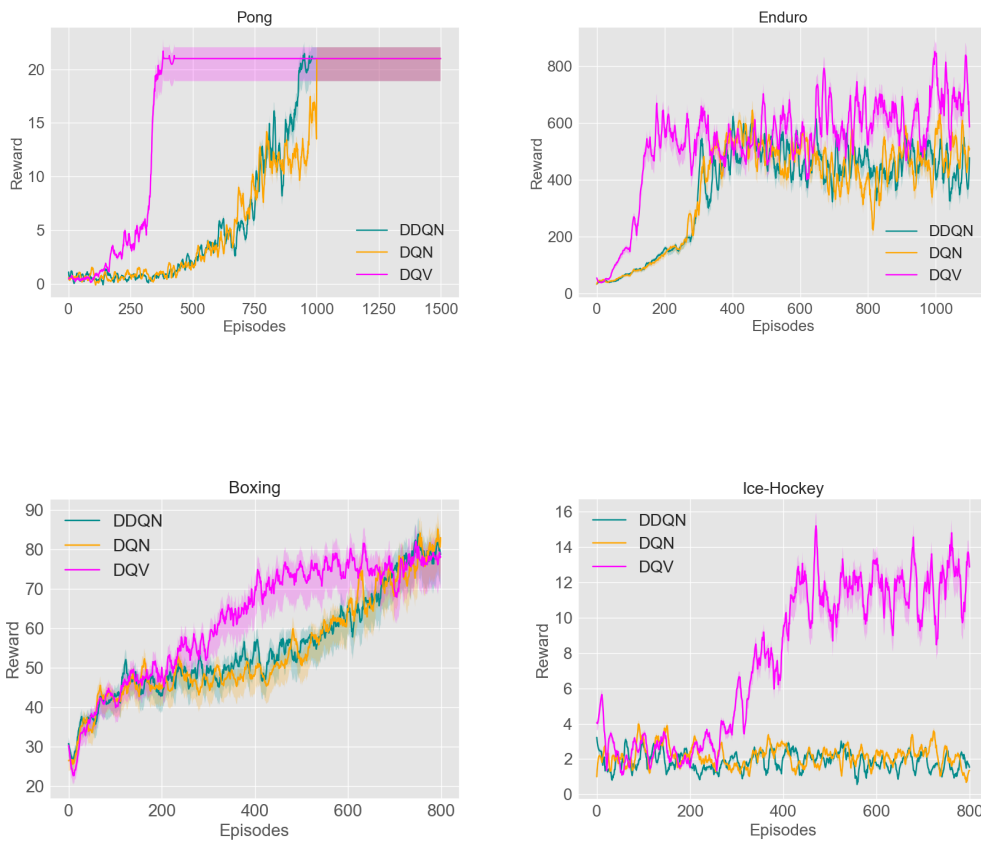 Pong
Reward
20
15
10
5
0
DDQN
DQN
DQV
0 250 500 750 1000 1250 1500
Episodes
Enduro
Reward
800
600
400
200
0
DDQN
DQN
DQV
0 200 400 600 800 1000
Episodes
Boxing
Reward
90
80
70
60
50
40
30
20
DDQN
DQN
DQV
0 200 400 600 800
Episodes
Ice-Hockey
Reward
16
14
12
10
8
6
4
2
0
DDQN
DQN
DQV
0 200 400 600 800
Episodes